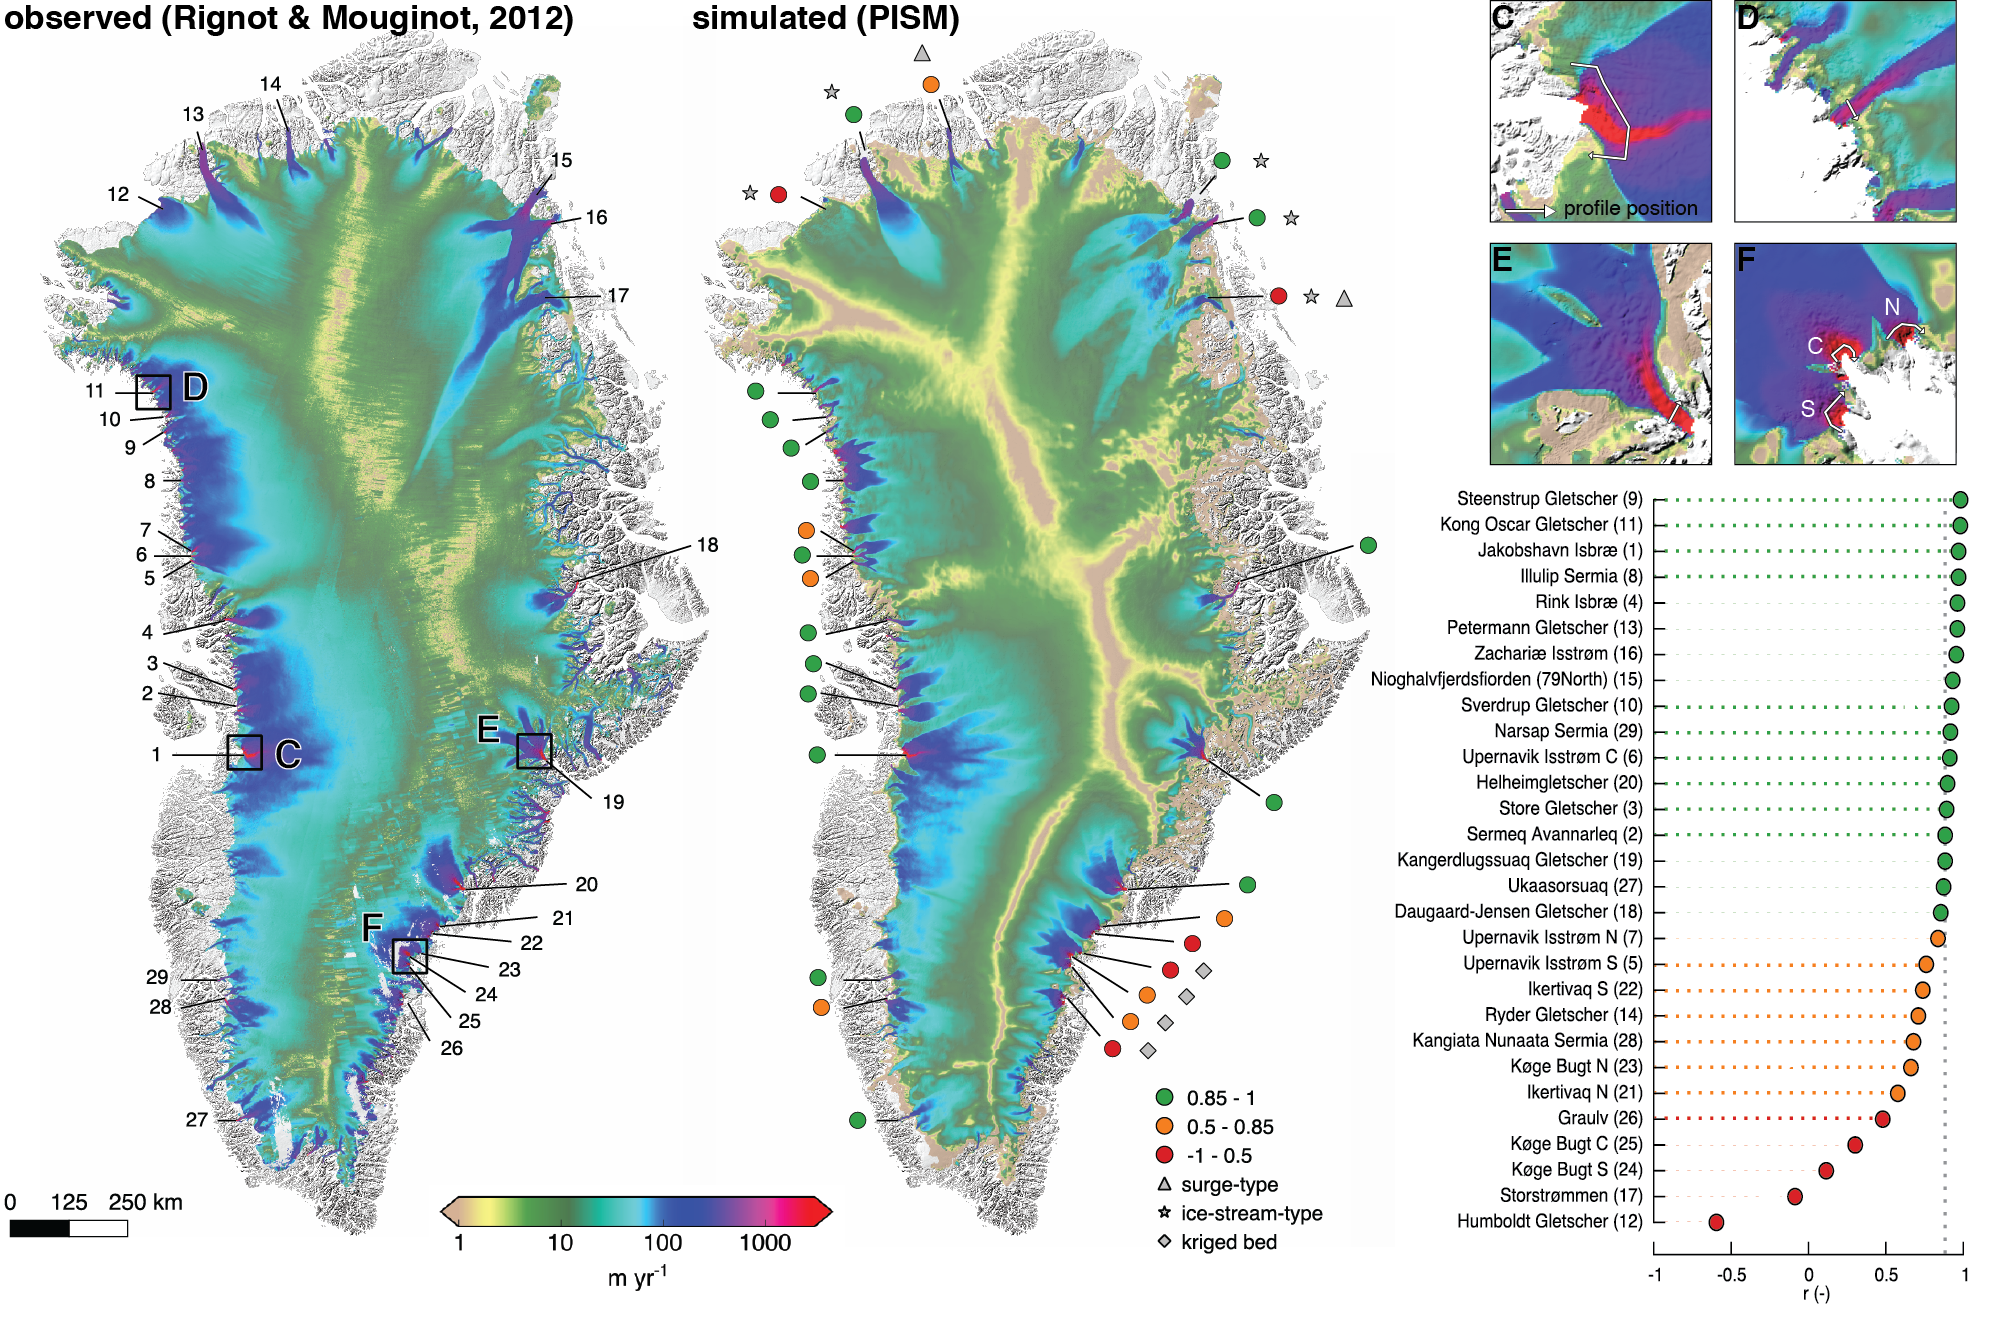 observed (Rignot & Mouginot, 2012)
simulated (PISM)
14
13
12
15
16
17
11
D
10
9
8
7
6
5
18
4
3
2
1
C
E
19
20
F
21
22
23
24
25
26
29
28
27
0 125 250 km
1 10 100 1000
m yr-1
0.85 - 1
0.5 - 0.85
-1 - 0.5
surge-type
ice-stream-type
kriged bed
C
profile position
D
E
F
N
C
S
Steenstrup Gletscher (9)
Kong Oscar Gletscher (11)
Jakobshavn Isbræ (1)
Illulip Sermia (8)
Rink Isbræ (4)
Petermann Gletscher (13)
Zachariæ Isstrøm (16)
Nioghalvfjerdsfiorden (79North) (15)
Sverdrup Gletscher (10)
Narsap Sermia (29)
Upernavik Isstrøm C (6)
Helheimgletscher (20)
Store Gletscher (3)
Sermeq Avannarleq (2)
Kangerdlugssuaq Gletscher (19)
Ukaasorsuaq (27)
Daugaard-Jensen Gletscher (18)
Upernavik Isstrøm N (7)
Upernavik Isstrøm S (5)
Ikertivaq S (22)
Ryder Gletscher (14)
Kangiata Nunaata Sermia (28)
Køge Bugt N (23)
Ikertivaq N (21)
Graulv (26)
Køge Bugt C (25)
Køge Bugt S (24)
Storstrømmen (17)
Humboldt Gletscher (12)
-1 -0.5 0 0.5 1
r (-)